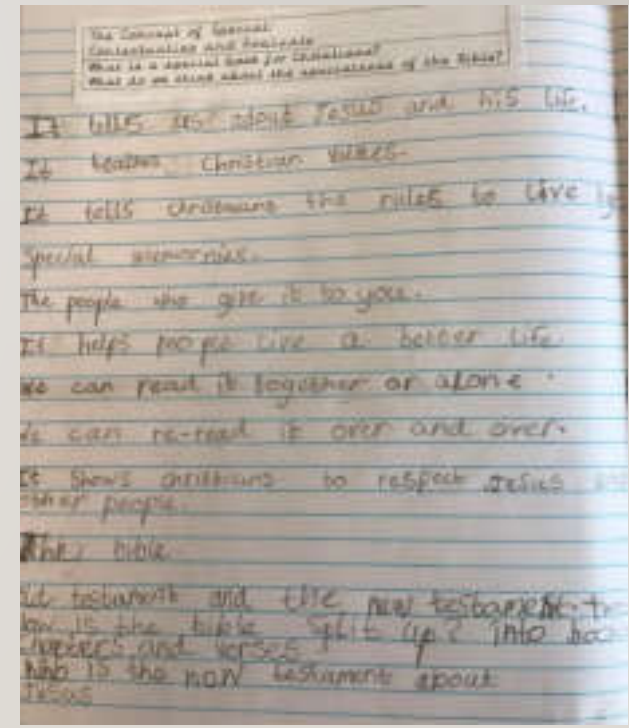 The Concept of Special
Contextualise and Evaluate
What is a special book for Christians?
What do we think about the specialness of the Bible?
It tells us about Jesus and his life.
It teaches Christian values.
It tells christians the rules to live
Special memories.
The people who give it to you.
It helps people live a better life
we can read it together or alone.
we can re-read it over and over.
It shows christians to respect Jesus
other people.
The bible
testament and the new testament
is the bible split up? into
chapters and verses
who is the new testament about
Jesus